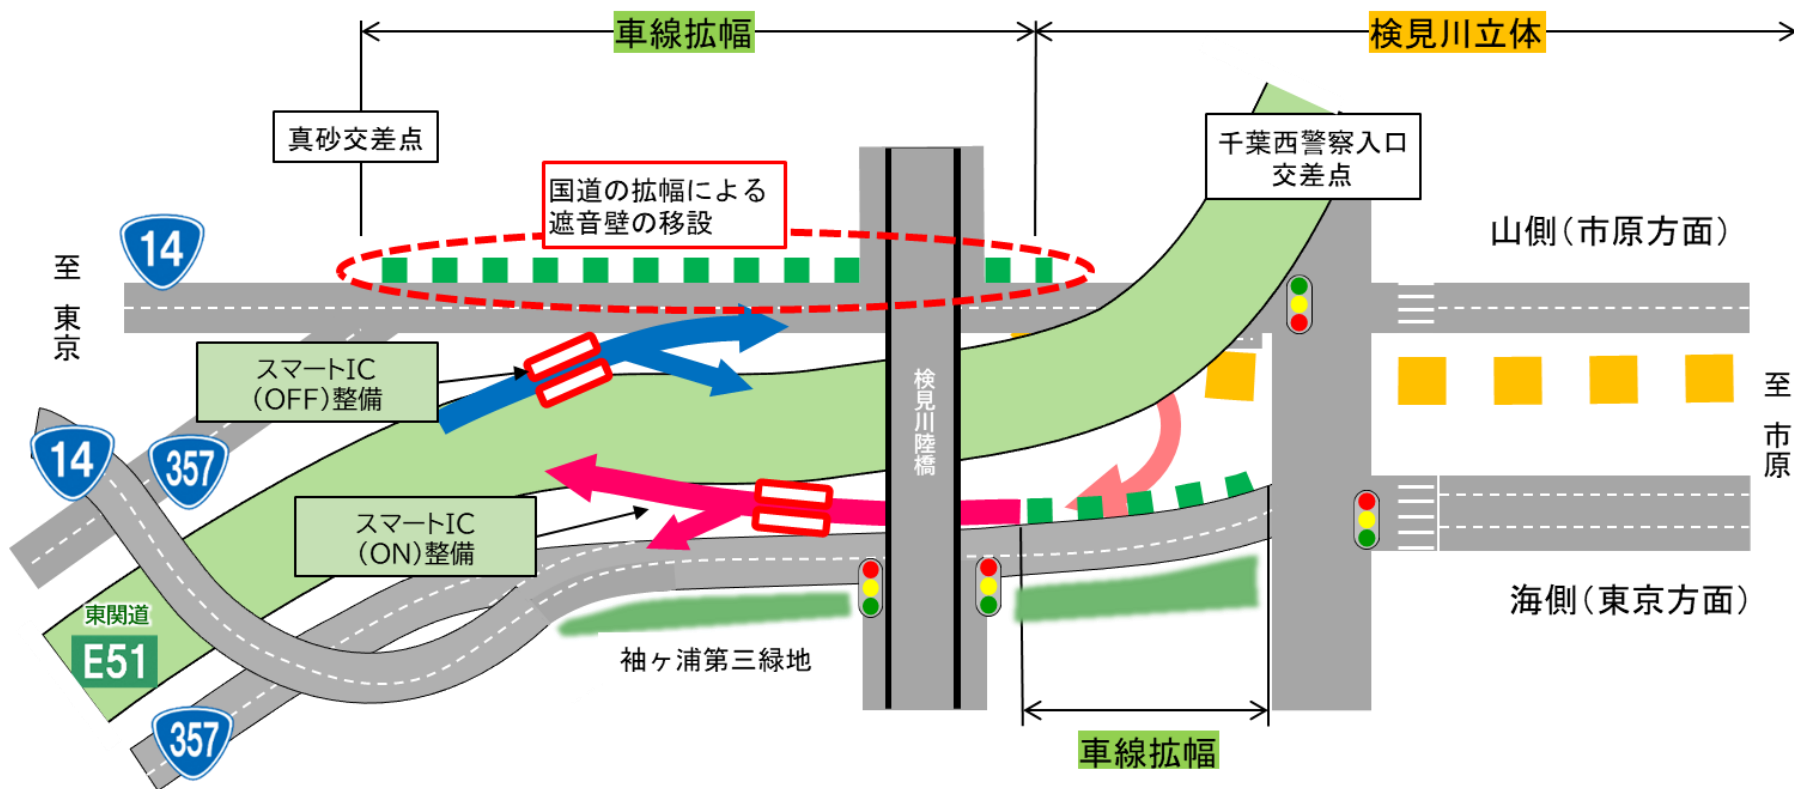 車線拡幅
検見川立体
真砂交差点
千葉西警察入口
交差点
国道の拡幅による
遮音壁の移設
山側(市原方面)
14
至 東京
スマートIC
(OFF)整備
検見川陸橋
至 市原
14
357
スマートIC
(ON)整備
東関道
E51
海側(東京方面)
袖ヶ浦第三緑地
357
車線拡幅